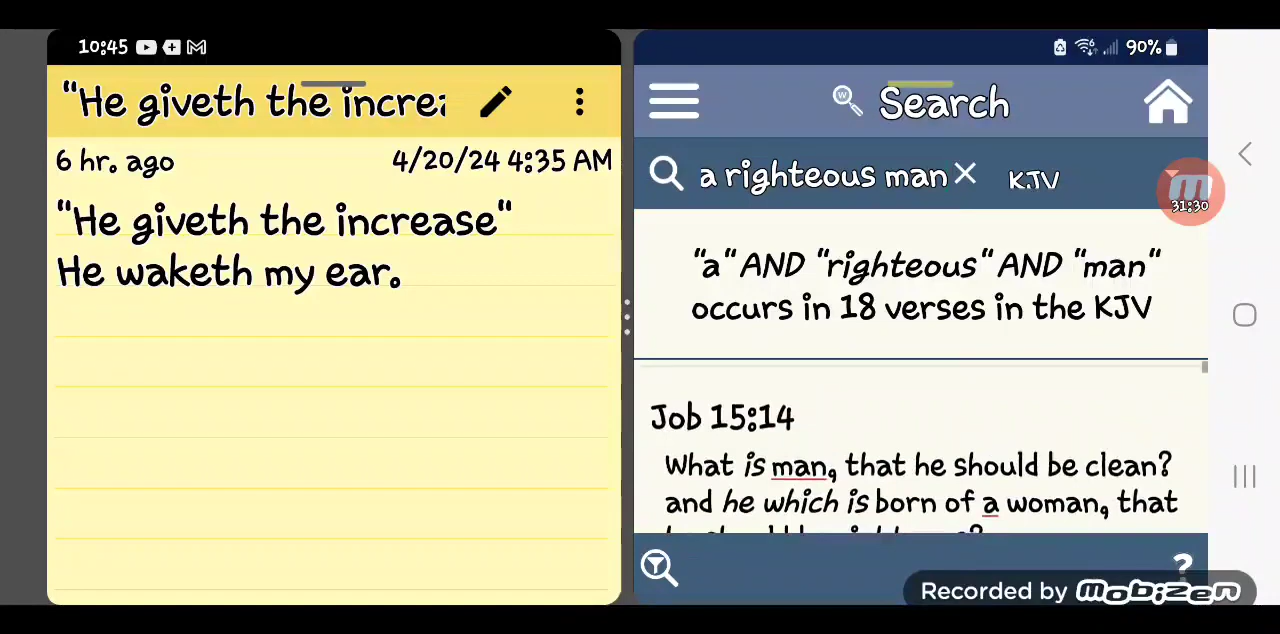 10:45
90%
"He giveth the increa
Search
6 hr. ago 4/20/24 4:35 AM
a righteous man KJV
31:30
"He giveth the increase"
He waketh my ear.
"a" AND "righteous" AND "man"
occurs in 18 verses in the KJV
Job 15:14
What is man, that he should be clean?
and he which is born of a woman, that
?
Recorded by mobizen